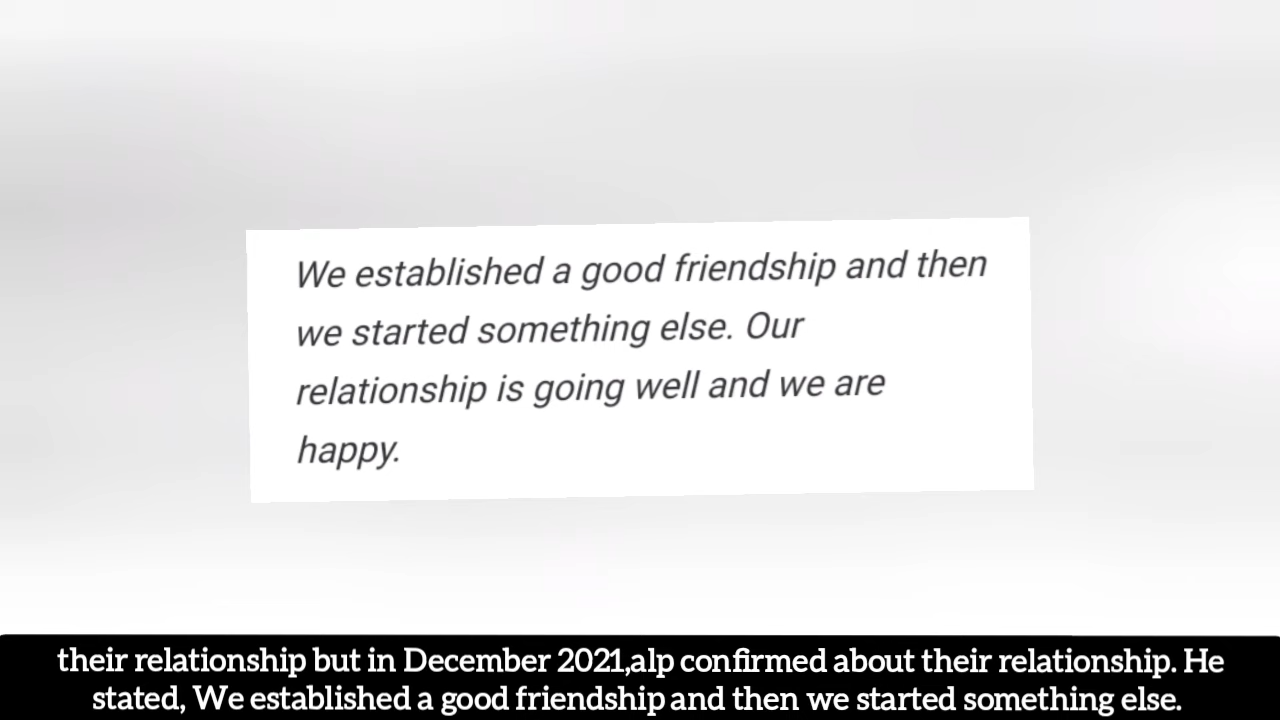 We established a good friendship and then
we started something else. Our
relationship is going well and we are
happy.
their relationship but in December 2021,alp confirmed about their relationship. He
stated, We established a good friendship and then we started something else.